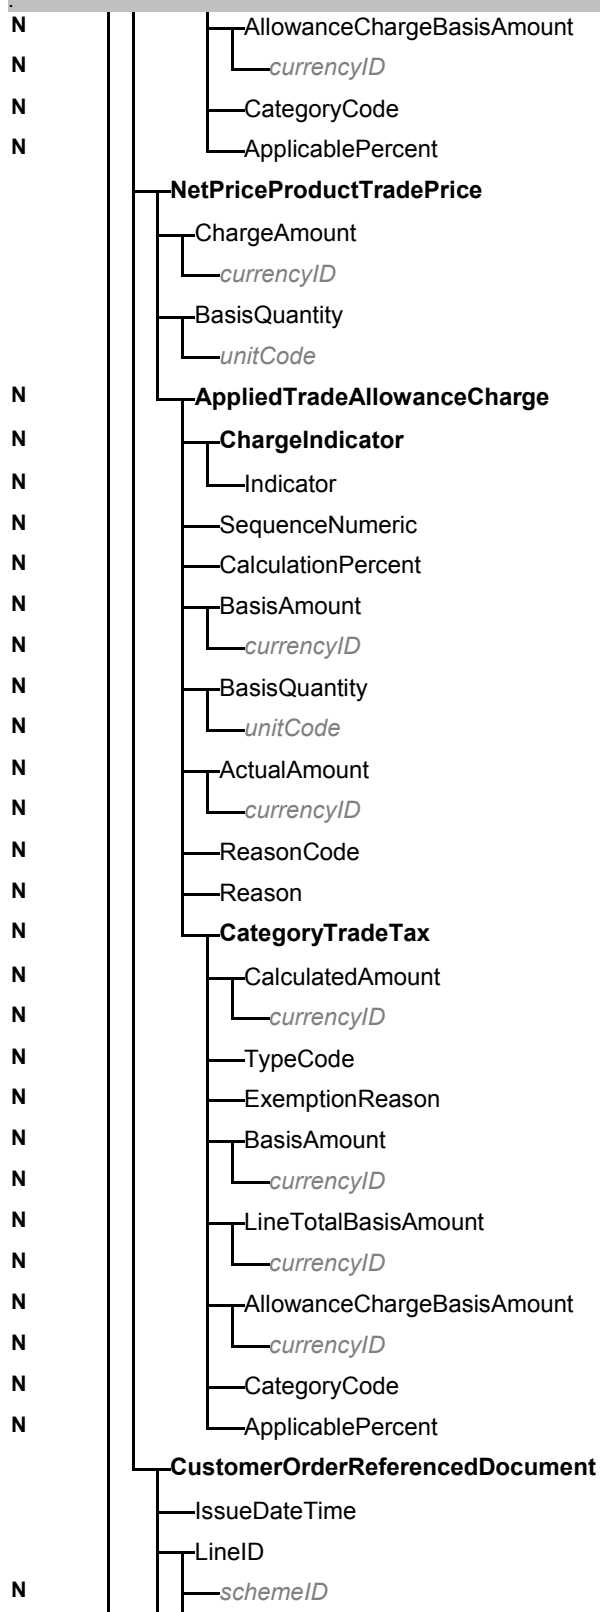 .
N AllowanceChargeBasisAmount
N currencyID
N CategoryCode
N ApplicablePercent
NetPriceProductTradePrice
ChargeAmount
currencyID
BasisQuantity
unitCode
N AppliedTradeAllowanceCharge
N ChargeIndicator
N Indicator
N SequenceNumeric
N CalculationPercent
N BasisAmount
N currencyID
N BasisQuantity
N unitCode
N ActualAmount
N currencyID
N ReasonCode
N Reason
N CategoryTradeTax
N CalculatedAmount
N currencyID
N TypeCode
N ExemptionReason
N BasisAmount
N currencyID
N LineTotalBasisAmount
N currencyID
N AllowanceChargeBasisAmount
N currencyID
N CategoryCode
N ApplicablePercent
CustomerOrderReferencedDocument
IssueDateTime
LineID
N schemeID